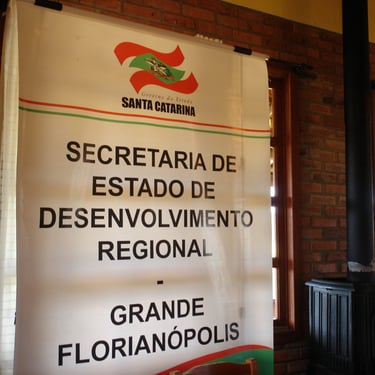 Governo do Estado
SANTA CATARINA
SECRETARIA DE
ESTADO DE
DESENVOLVIMENTO
REGIONAL
-
GRANDE
FLORIANÓPOLIS